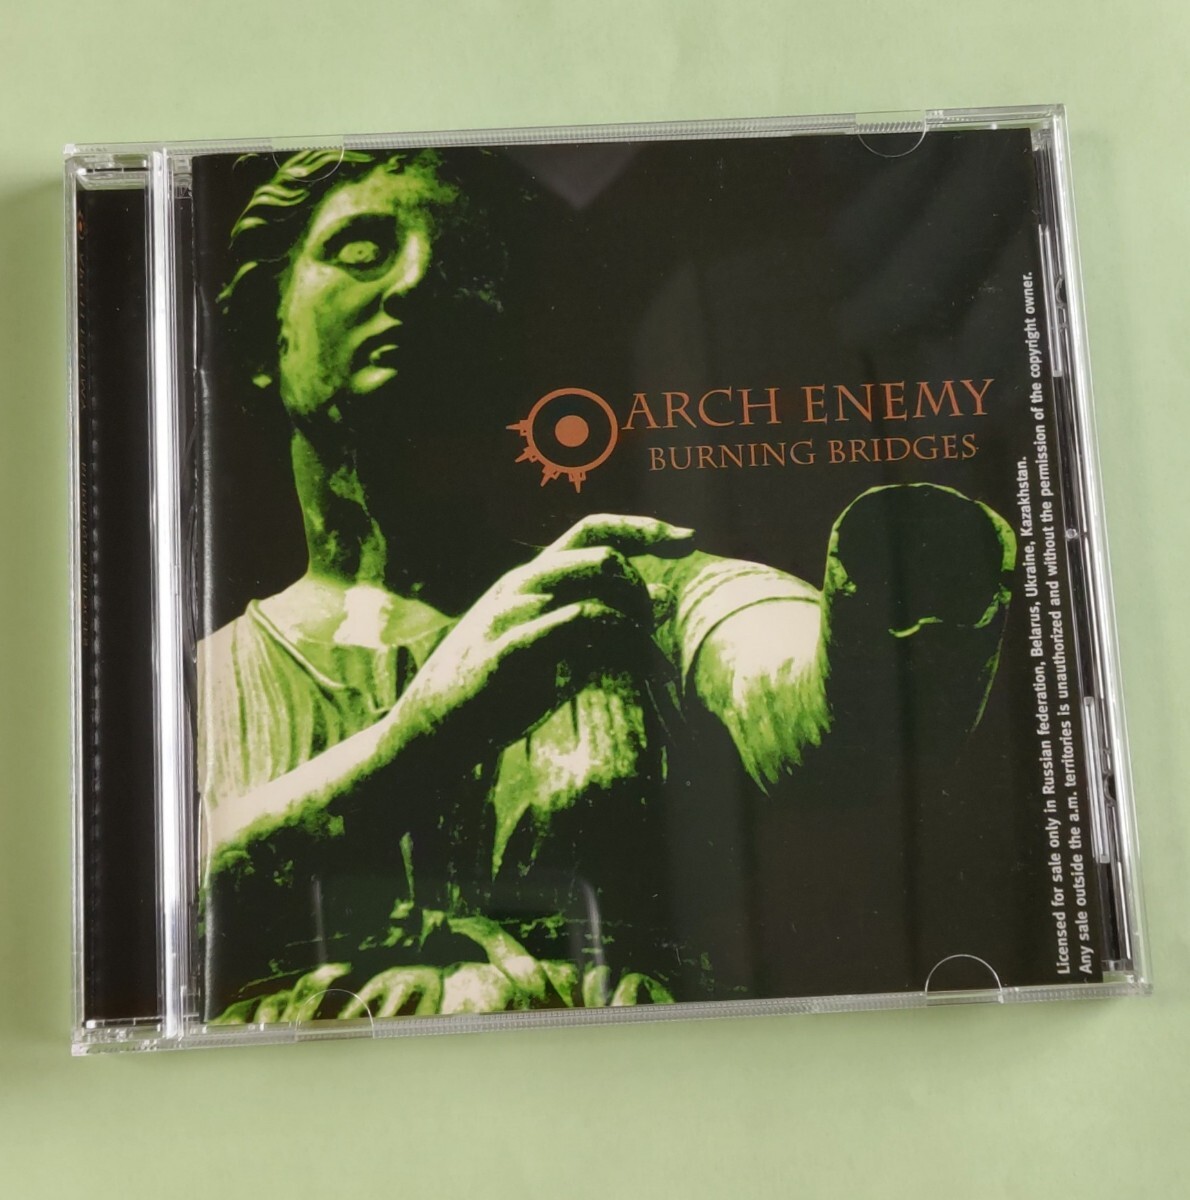 ARCH ENEMY
BURNING BRIDGES
Licensed for sale only in Russian federation, Belarus, Ukraine, Kazakhstan.
Any sale outside the a.m. territories is unauthorized and without the permission of the copyright owner.